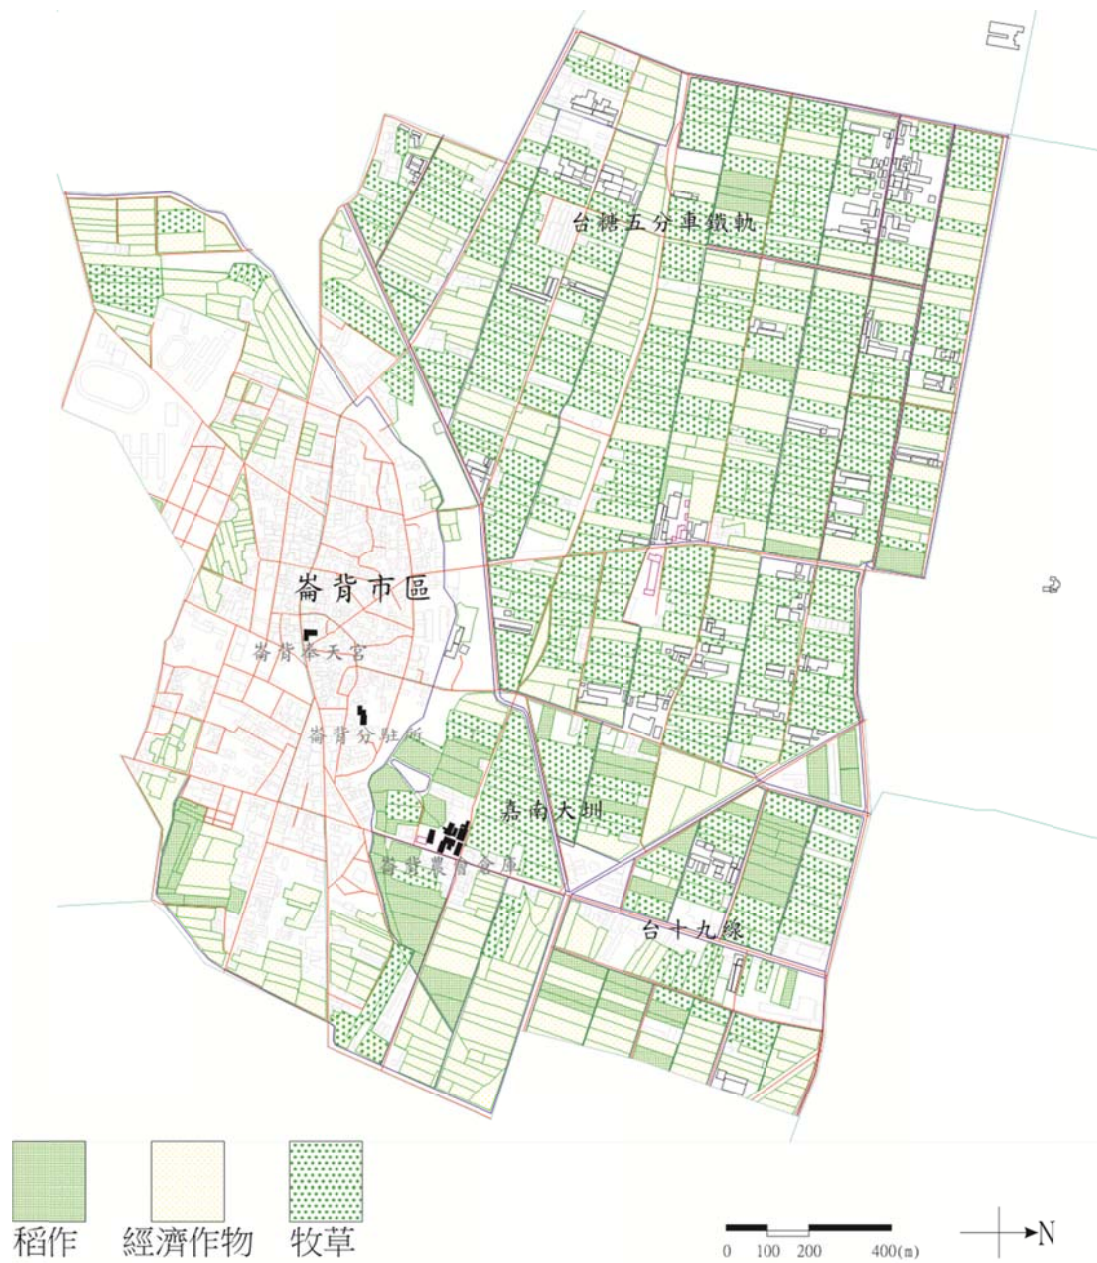 台糖五分車鐵軌
崙背市區
崙背奉天宮
崙背分駐所
嘉南大圳
崙背農會倉庫
台十九線
稻作
經濟作物
牧草
0 100 200 400(m)
N